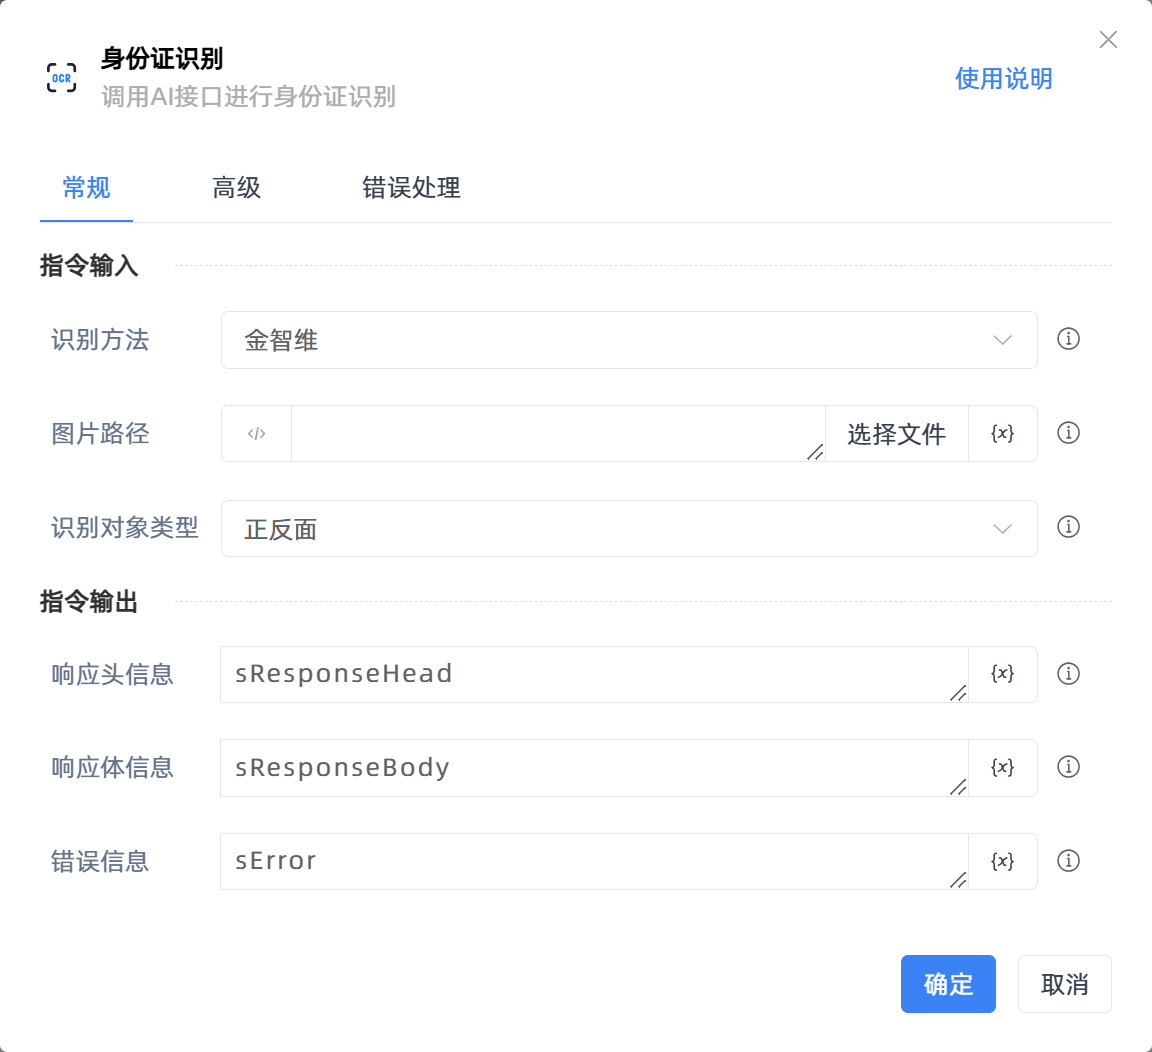 OCR
身份证识别
调用AI接口进行身份证识别
使用说明
常规 高级 错误处理
指令输入
识别方法 金智维
图片路径 </> 选择文件 {x}
识别对象类型 正反面
指令输出
响应头信息 sResponseHead {x}
响应体信息 sResponseBody {x}
错误信息 sError {x}
确定 取消